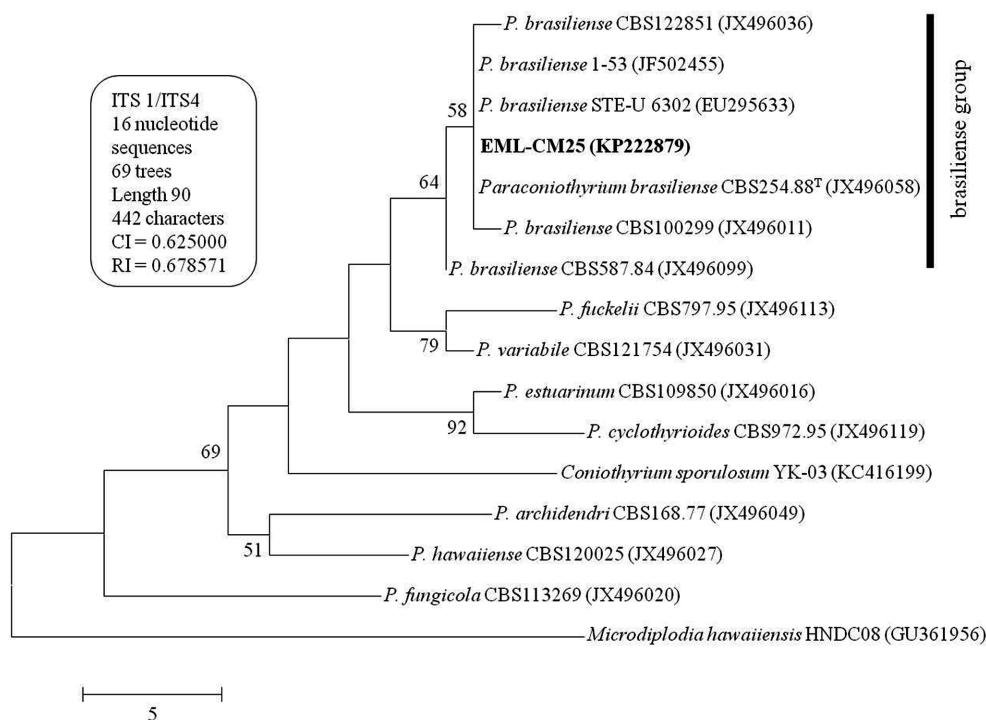 P. brasiliense CBS122851 (JX496036)
P. brasiliense 1-53 (JF502455)
P. brasiliense STE-U 6302 (EU295633)
58
EML-CM25 (KP222879)
Paraconiothyrium brasiliense CBS254.88ᵀ (JX496058)
64
P. brasiliense CBS100299 (JX496011)
P. brasiliense CBS587.84 (JX496099)
brasiliense group
ITS 1/ITS4
16 nucleotide
sequences
69 trees
Length 90
442 characters
CI = 0.625000
RI = 0.678571
P. fuckelii CBS797.95 (JX496113)
79
P. variabile CBS121754 (JX496031)
P. estuarinum CBS109850 (JX496016)
92
P. cyclothyrioides CBS972.95 (JX496119)
69
Coniothyrium sporulosum YK-03 (KC416199)
P. archidendri CBS168.77 (JX496049)
51
P. hawaiiense CBS120025 (JX496027)
P. fungicola CBS113269 (JX496020)
Microdiplodia hawaiiensis HNDC08 (GU361956)
5